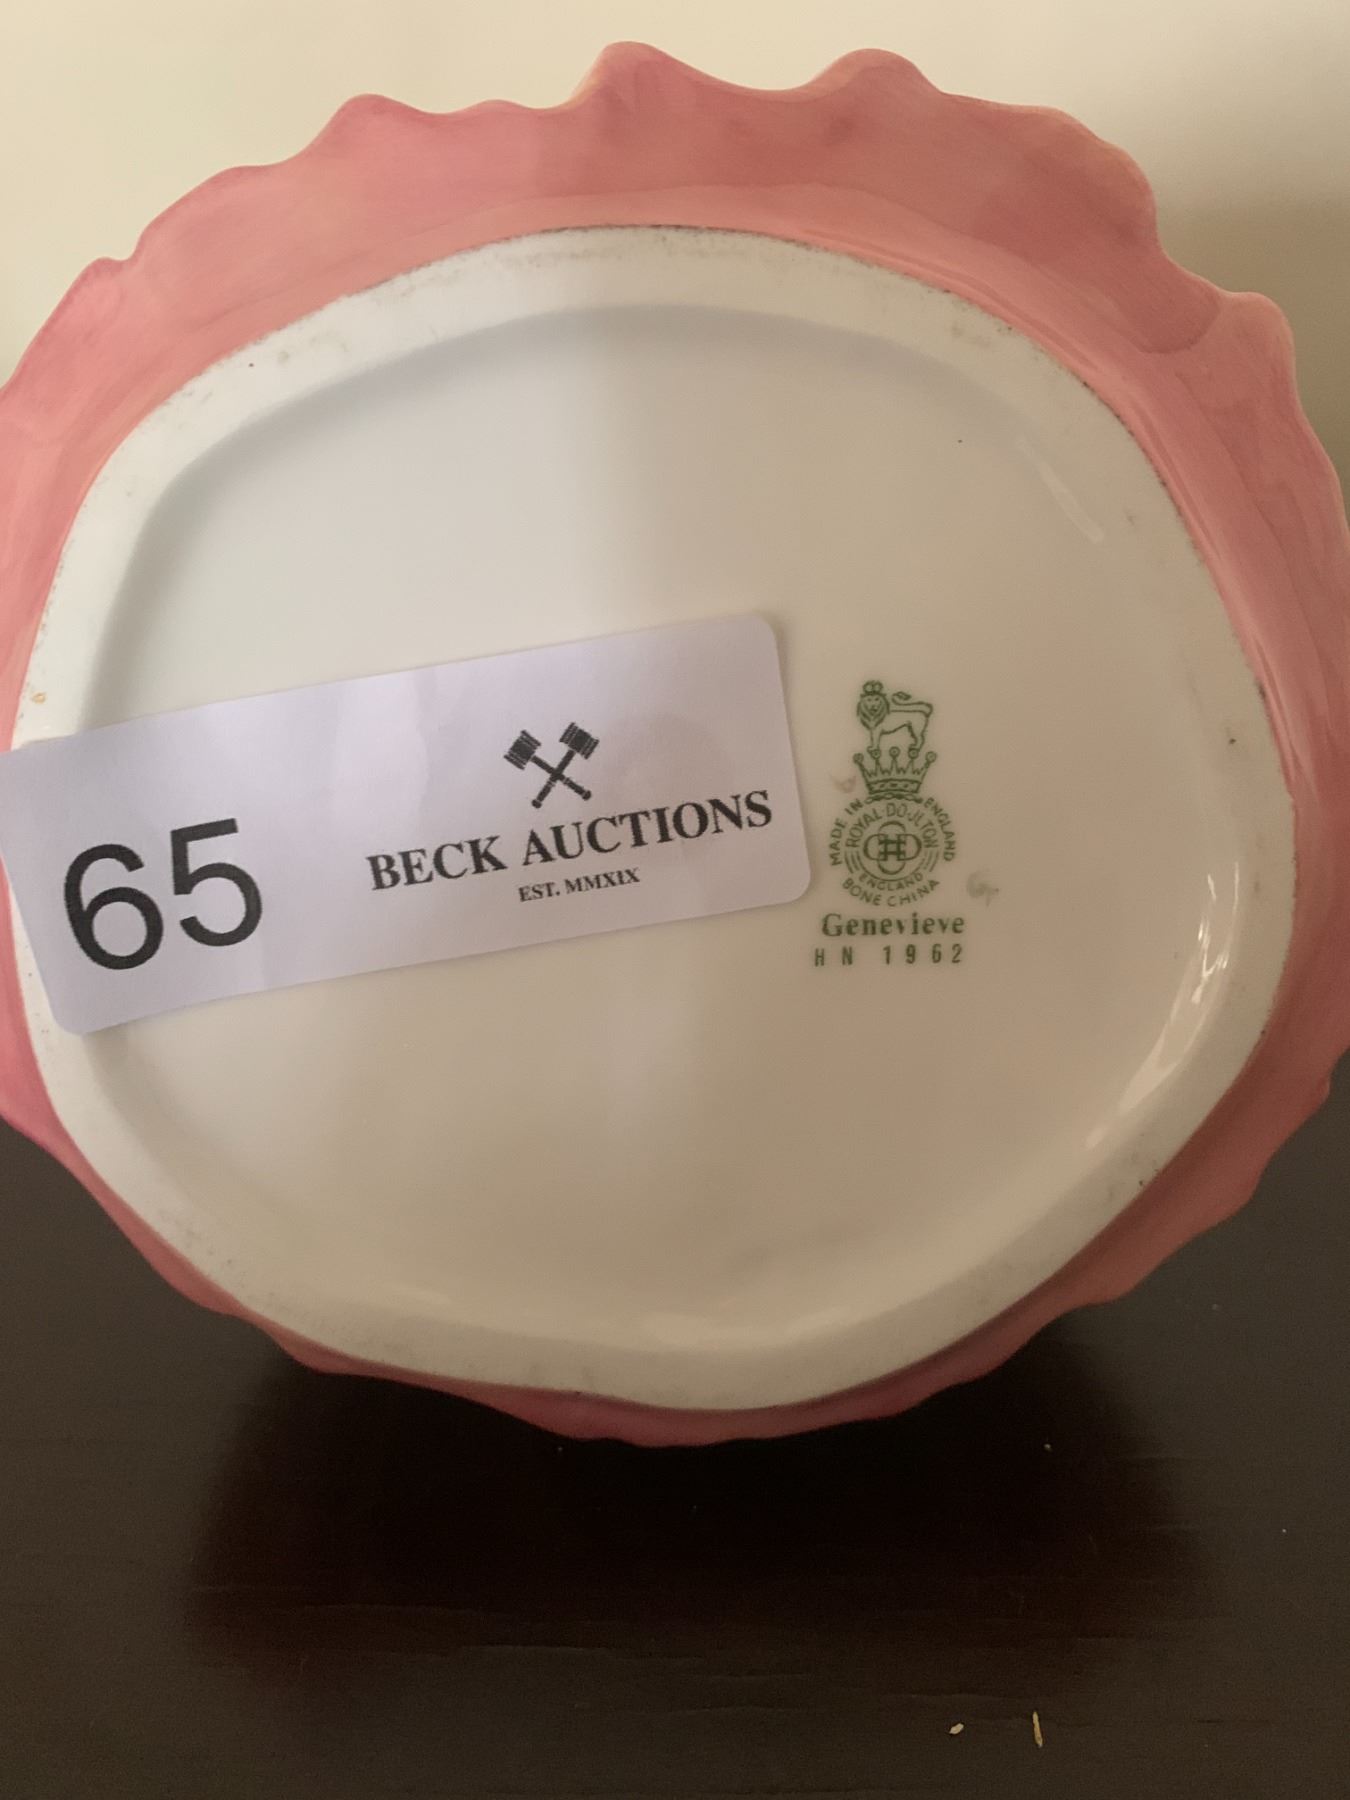 65
BECK AUCTIONS
EST. MMXIX
MADE IN ENGLAND
ROYAL·DOULTON
ENGLAND
BONE CHINA
Genevieve
HN 1962